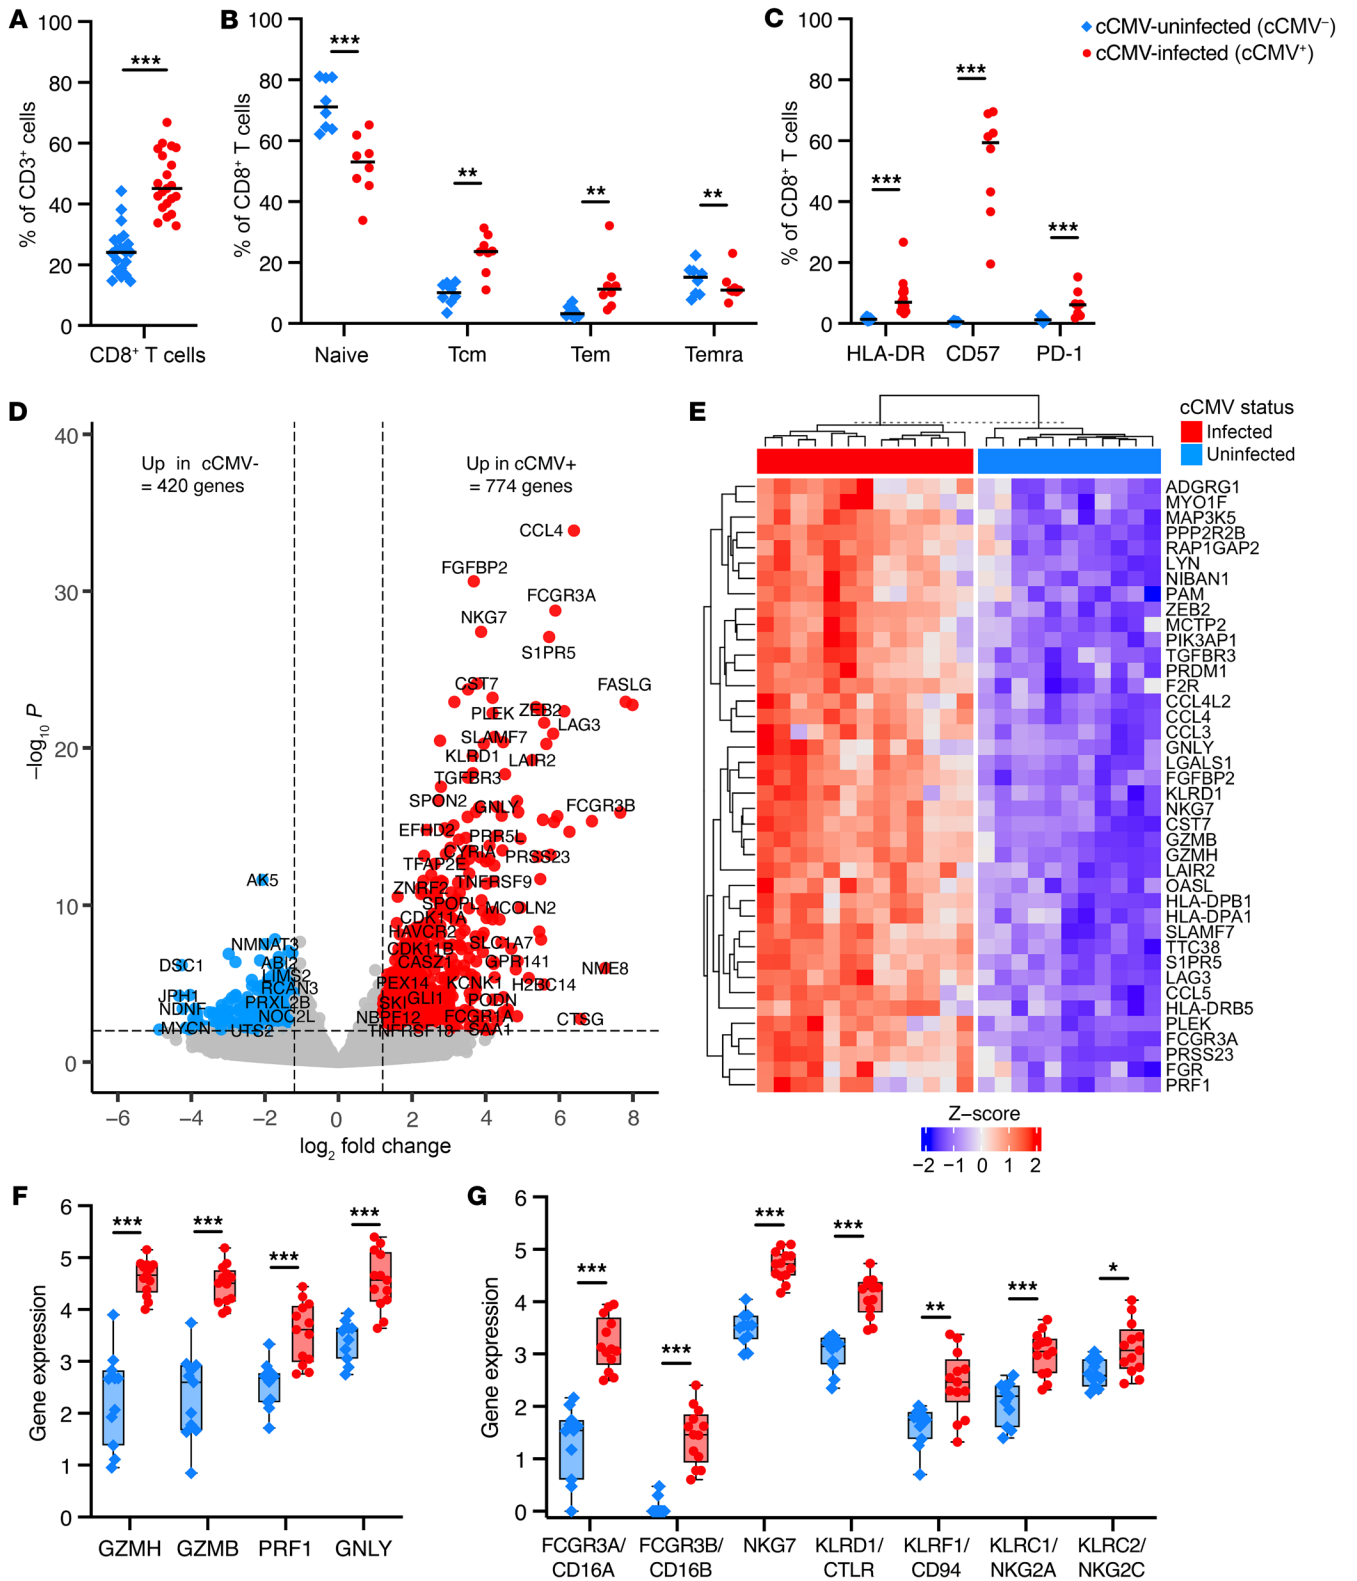 A
100
80
60
40
20
0
% of CD3⁺ cells
***
CD8⁺ T cells
B
100
80
60
40
20
0
% of CD8⁺ T cells
***
**
**
**
Naive
Tcm
Tem
Temra
C
100
80
60
40
20
0
% of CD8⁺ T cells
***
***
***
HLA-DR
CD57
PD-1
cCMV-uninfected (cCMV⁻)
cCMV-infected (cCMV⁺)
D
40
30
20
10
0
−log₁₀ P
Up in cCMV-
= 420 genes
Up in cCMV+
= 774 genes
CCL4
FGFBP2
FCGR3A
NKG7
S1PR5
CST7
FASLG
PLEK
ZEB2
LAG3
SLAMF7
KLRD1
LAIR2
TGFBR3
SPON2
GNLY
FCGR3B
EFHD2
PRR5L
CYRIA
PRSS23
TFAP2E
AK5
ZNRF2
TNFRSF9
SPOPL
MCOLN2
CDK11A
HAVCR2
NMNAT3
CDK11B
SLC1A7
DSC1
ABI2
CASZ1
GPR141
NME8
LIMS2
RCAN3
PEX14
KCNK1
H2BC14
JPH1
PRXL2B
SKI
GLI1
PODN
NDNF
NOC2L
NBPF12
FCGR1A
CTSG
MYCN
UTS2
TNFRSF18
SAA1
−6
−4
−2
0
2
4
6
8
log₂ fold change
E
cCMV status
Infected
Uninfected
ADGRG1
MYO1F
MAP3K5
PPP2R2B
RAP1GAP2
LYN
NIBAN1
PAM
ZEB2
MCTP2
PIK3AP1
TGFBR3
PRDM1
F2R
CCL4L2
CCL4
CCL3
GNLY
LGALS1
FGFBP2
KLRD1
NKG7
CST7
GZMB
GZMH
LAIR2
OASL
HLA-DPB1
HLA-DPA1
SLAMF7
TTC38
S1PR5
LAG3
CCL5
HLA-DRB5
PLEK
FCGR3A
PRSS23
FGR
PRF1
Z−score
−2 −1 0 1 2
F
6
5
4
3
2
1
0
Gene expression
***
***
***
***
GZMH
GZMB
PRF1
GNLY
G
6
5
4
3
2
1
0
Gene expression
***
***
***
***
**
***
*
FCGR3A/
CD16A
FCGR3B/
CD16B
NKG7
KLRD1/
CTLR
KLRF1/
CD94
KLRC1/
NKG2A
KLRC2/
NKG2C